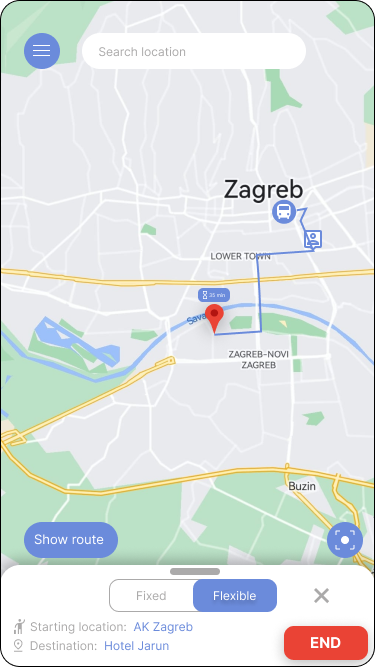 Search location
Zagreb
LOWER TOWN
35 min
Sava
ZAGREB-NOVI
ZAGREB
Buzin
Show route
Fixed
Flexible
Starting location: AK Zagreb
Destination: Hotel Jarun
END